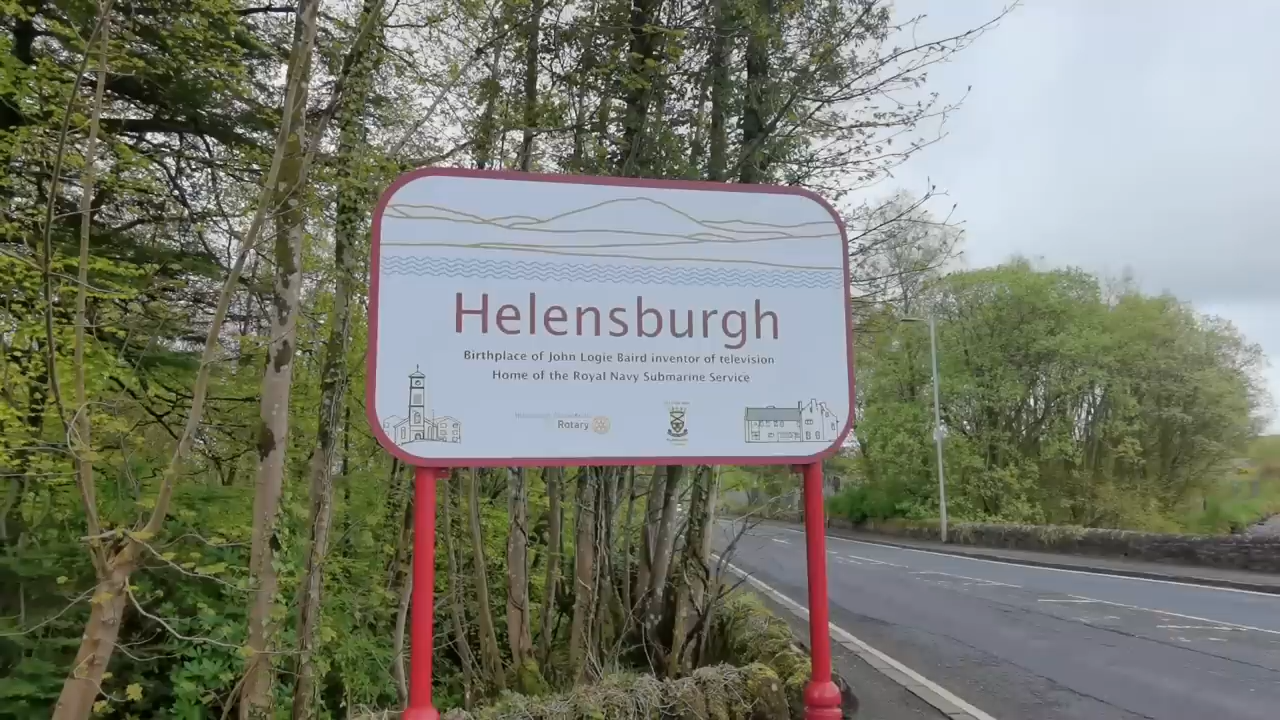 Helensburgh
Birthplace of John Logie Baird inventor of television
Home of the Royal Navy Submarine Service
Rotary